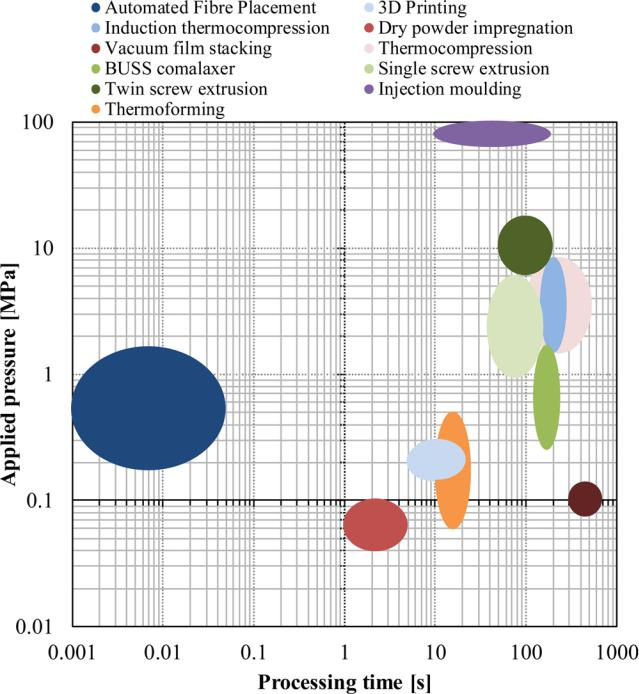 Automated Fibre Placement
3D Printing
Induction thermocompression
Dry powder impregnation
Vacuum film stacking
Thermocompression
BUSS comalaxer
Single screw extrusion
Twin screw extrusion
Injection moulding
Thermoforming
100
10
1
0.1
0.01
Applied pressure [MPa]
0.001
0.01
0.1
1
10
100
1000
Processing time [s]